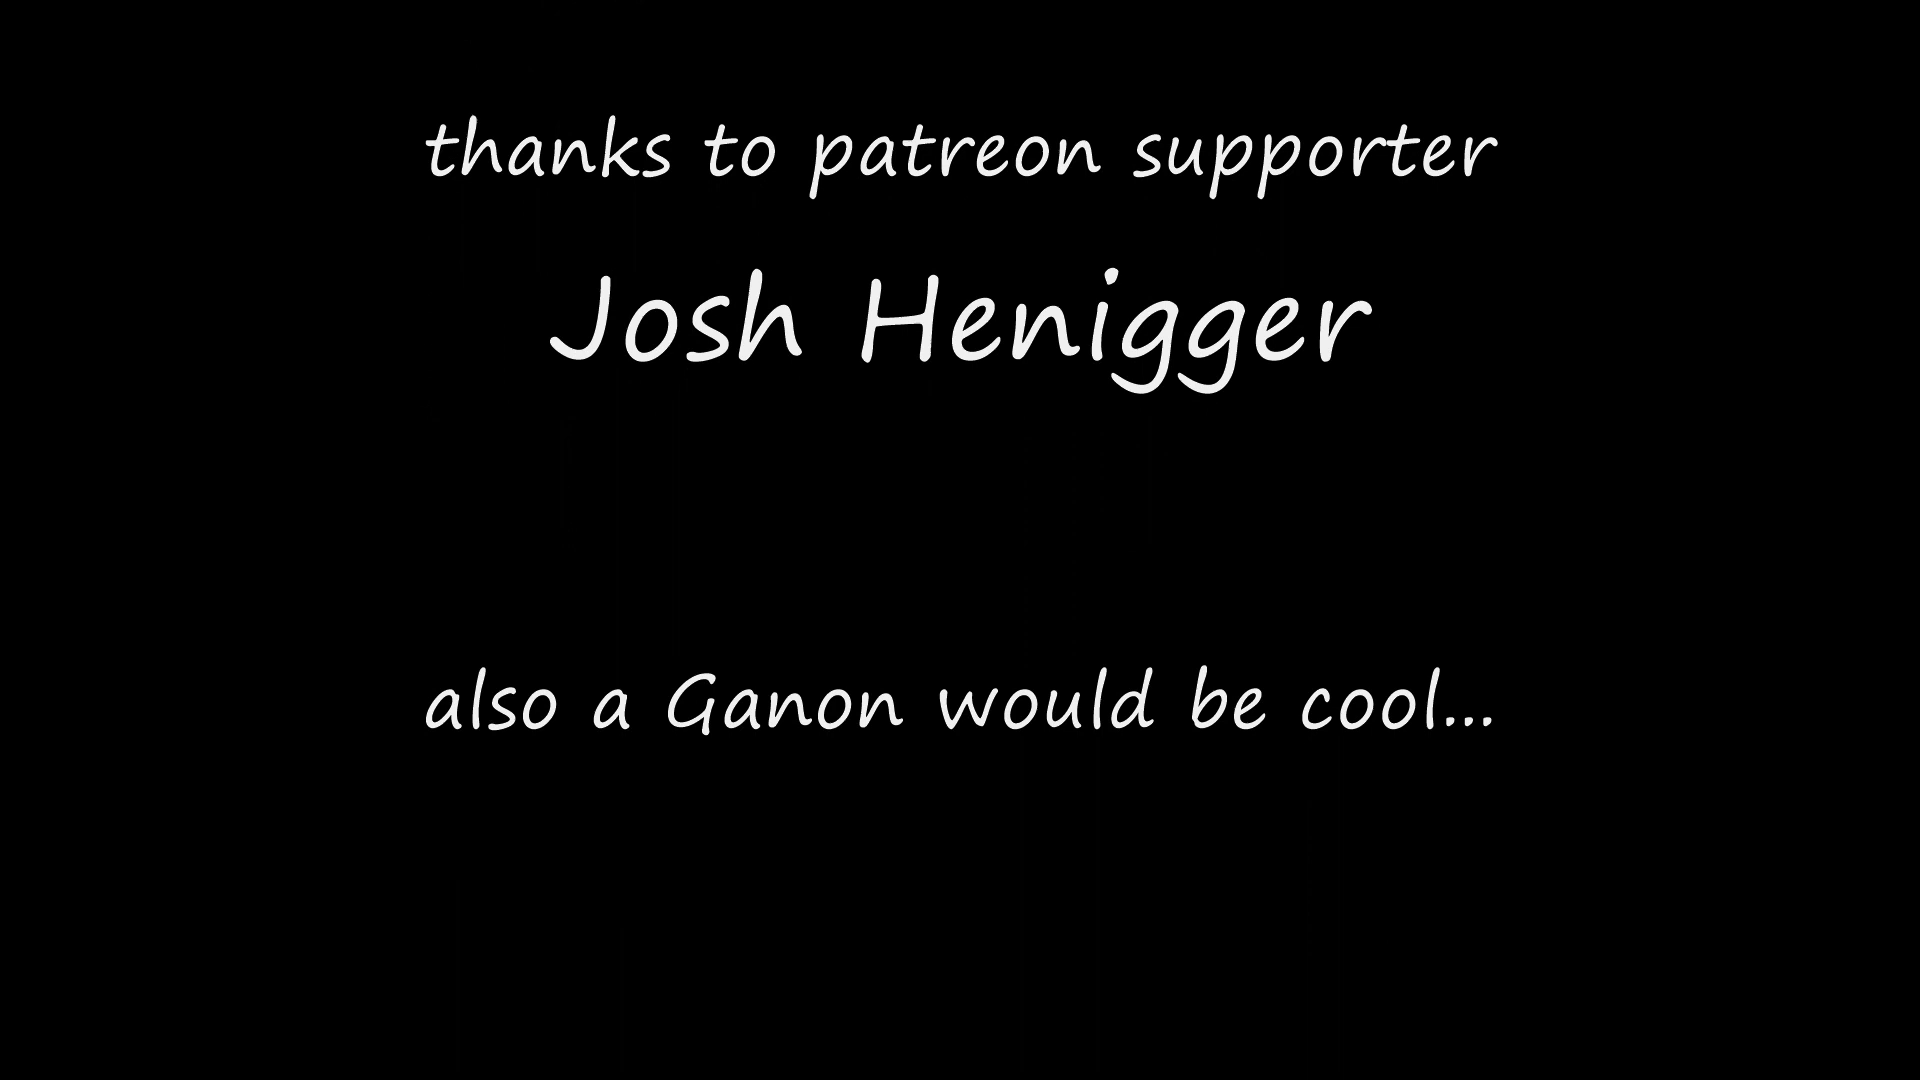 thanks to patreon supporter
Josh Henigger
also a Ganon would be cool...